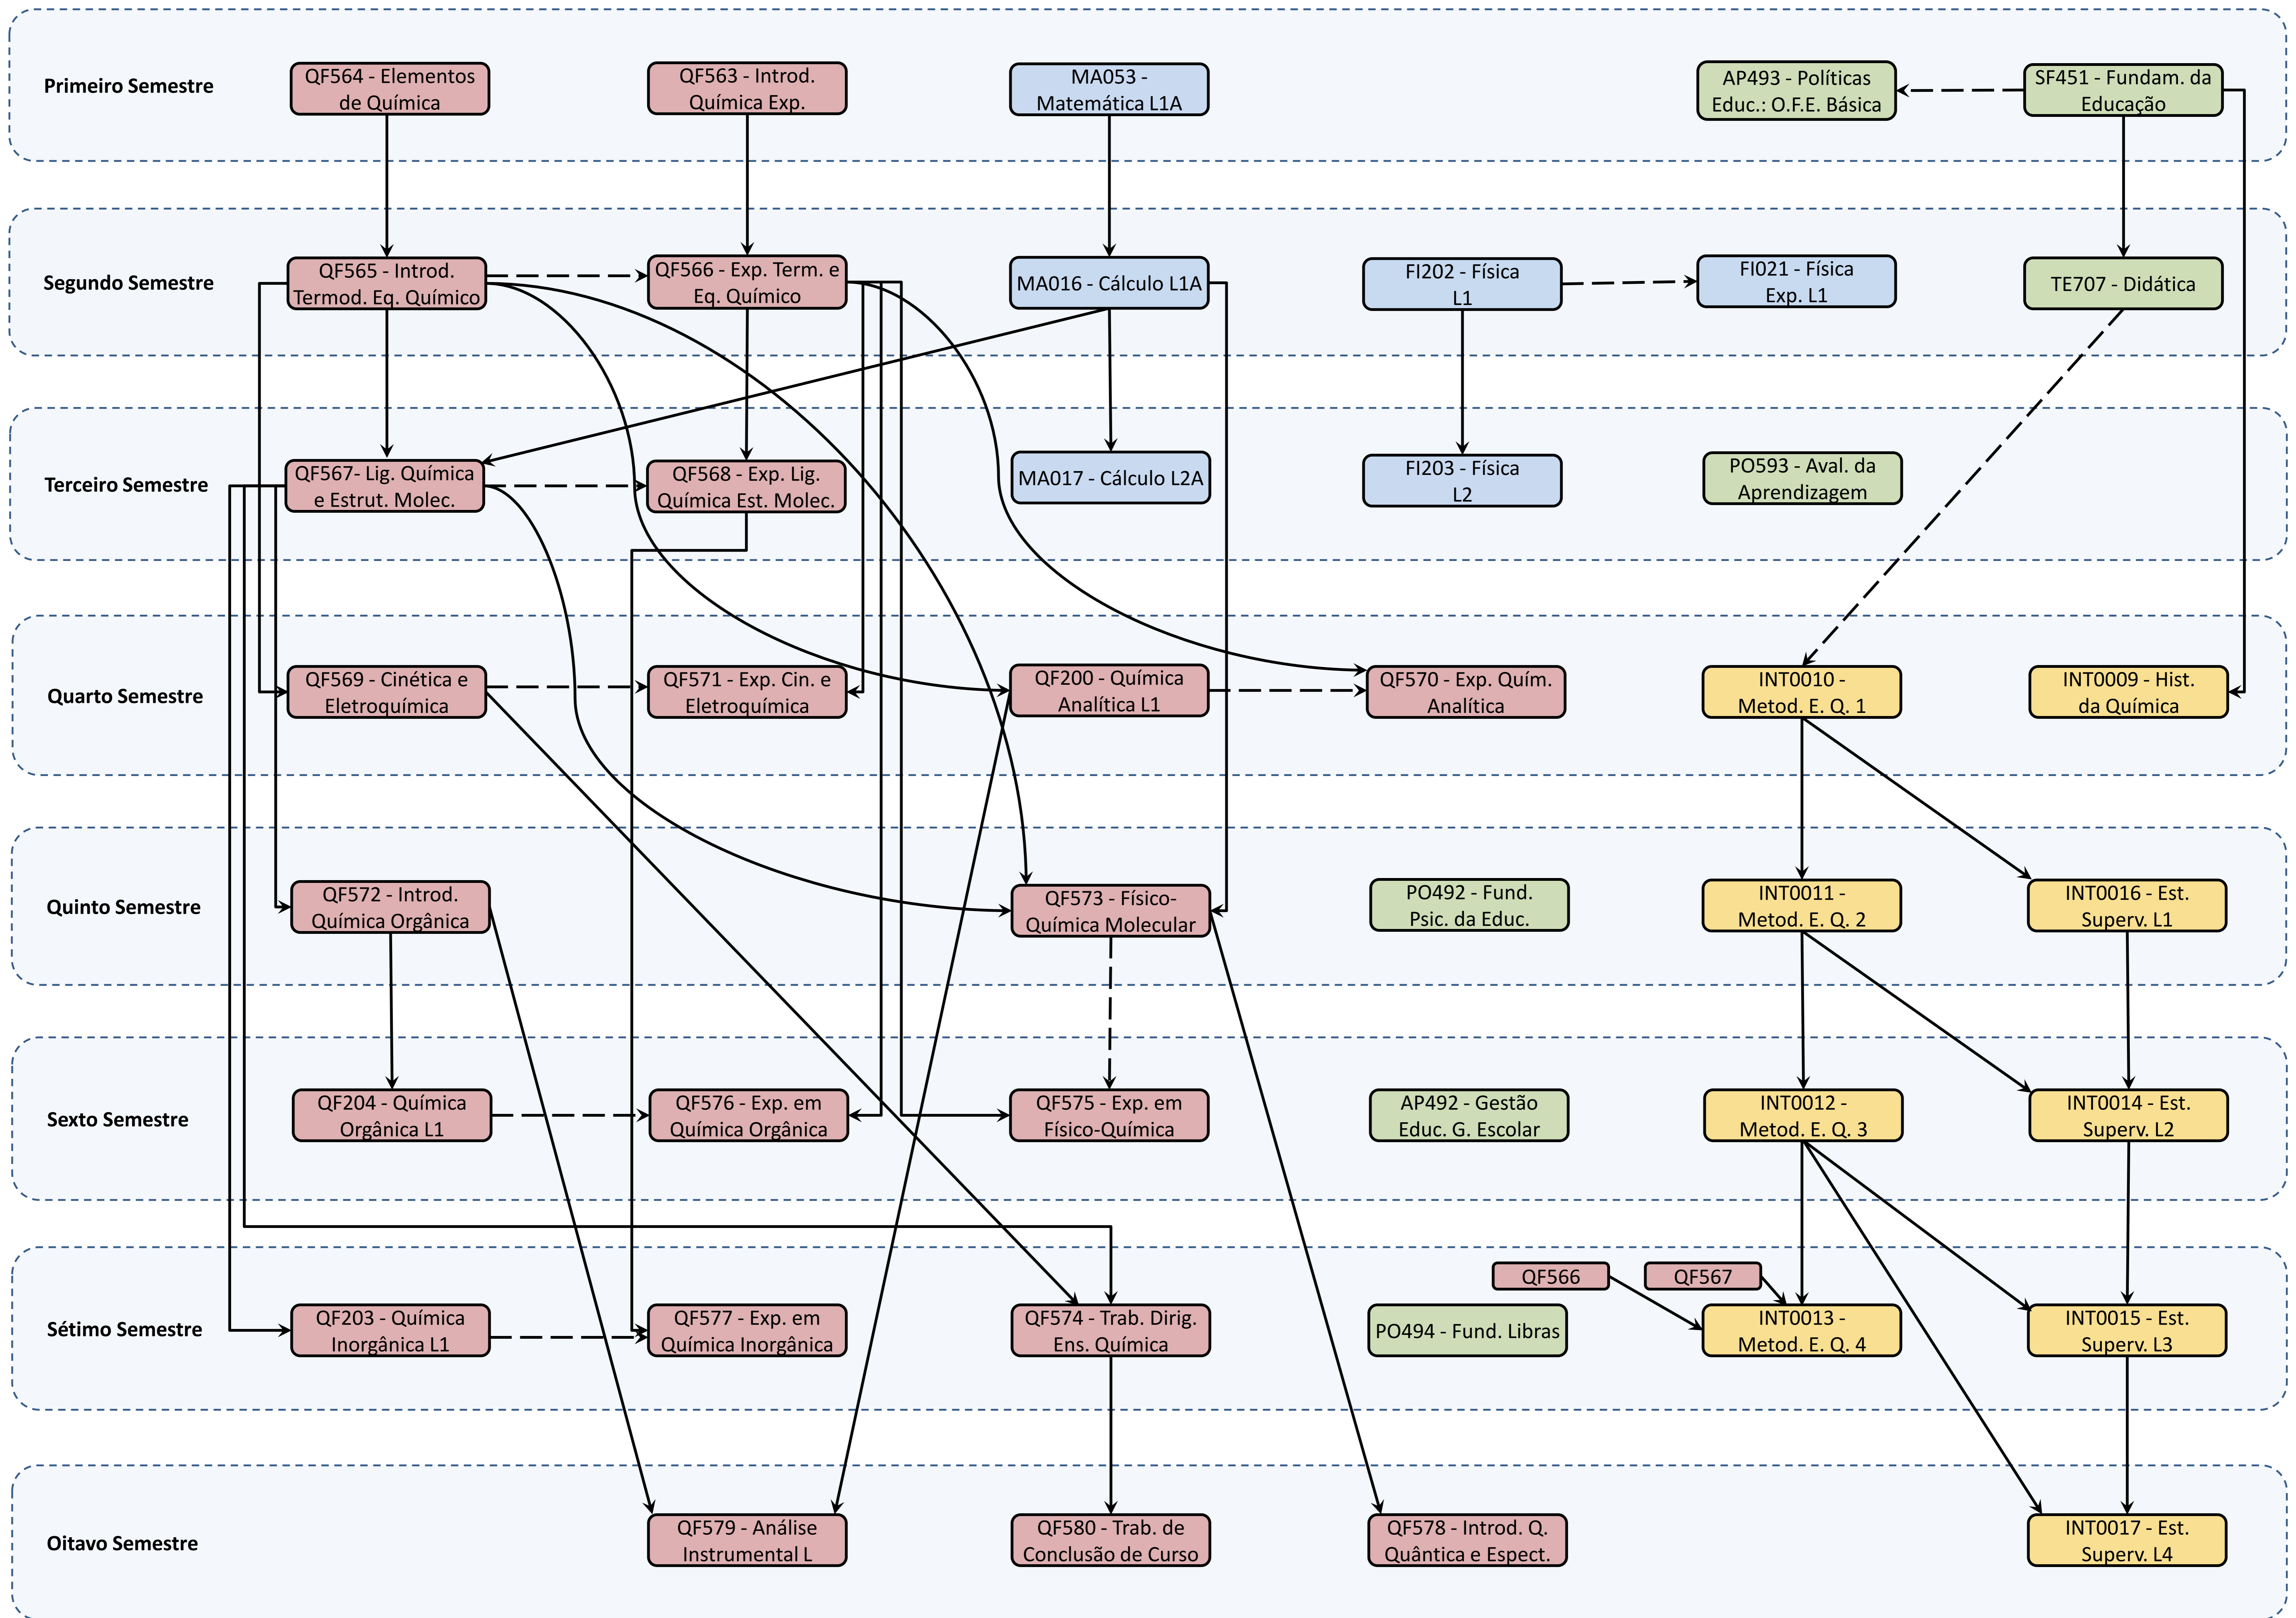 Primeiro Semestre
QF564 - Elementos
de Química
QF563 - Introd.
Química Exp.
MA053 -
Matemática L1A
AP493 - Políticas
Educ.: O.F.E. Básica
SF451 - Fundam. da
Educação
Segundo Semestre
QF565 - Introd.
Termod. Eq. Químico
QF566 - Exp. Term. e
Eq. Químico
MA016 - Cálculo L1A
FI202 - Física
L1
FI021 - Física
Exp. L1
TE707 - Didática
Terceiro Semestre
QF567- Lig. Química
e Estrut. Molec.
QF568 - Exp. Lig.
Química Est. Molec.
MA017 - Cálculo L2A
FI203 - Física
L2
PO593 - Aval. da
Aprendizagem
Quarto Semestre
QF569 - Cinética e
Eletroquímica
QF571 - Exp. Cin. e
Eletroquímica
QF200 - Química
Analítica L1
QF570 - Exp. Quím.
Analítica
INT0010 -
Metod. E. Q. 1
INT0009 - Hist.
da Química
Quinto Semestre
QF572 - Introd.
Química Orgânica
QF573 - Físico-
Química Molecular
PO492 - Fund.
Psic. da Educ.
INT0011 -
Metod. E. Q. 2
INT0016 - Est.
Superv. L1
Sexto Semestre
QF204 - Química
Orgânica L1
QF576 - Exp. em
Química Orgânica
QF575 - Exp. em
Físico-Química
AP492 - Gestão
Educ. G. Escolar
INT0012 -
Metod. E. Q. 3
INT0014 - Est.
Superv. L2
Sétimo Semestre
QF203 - Química
Inorgânica L1
QF577 - Exp. em
Química Inorgânica
QF574 - Trab. Dirig.
Ens. Química
PO494 - Fund. Libras
QF566
QF567
INT0013 -
Metod. E. Q. 4
INT0015 - Est.
Superv. L3
Oitavo Semestre
QF579 - Análise
Instrumental L
QF580 - Trab. de
Conclusão de Curso
QF578 - Introd. Q.
Quântica e Espect.
INT0017 - Est.
Superv. L4